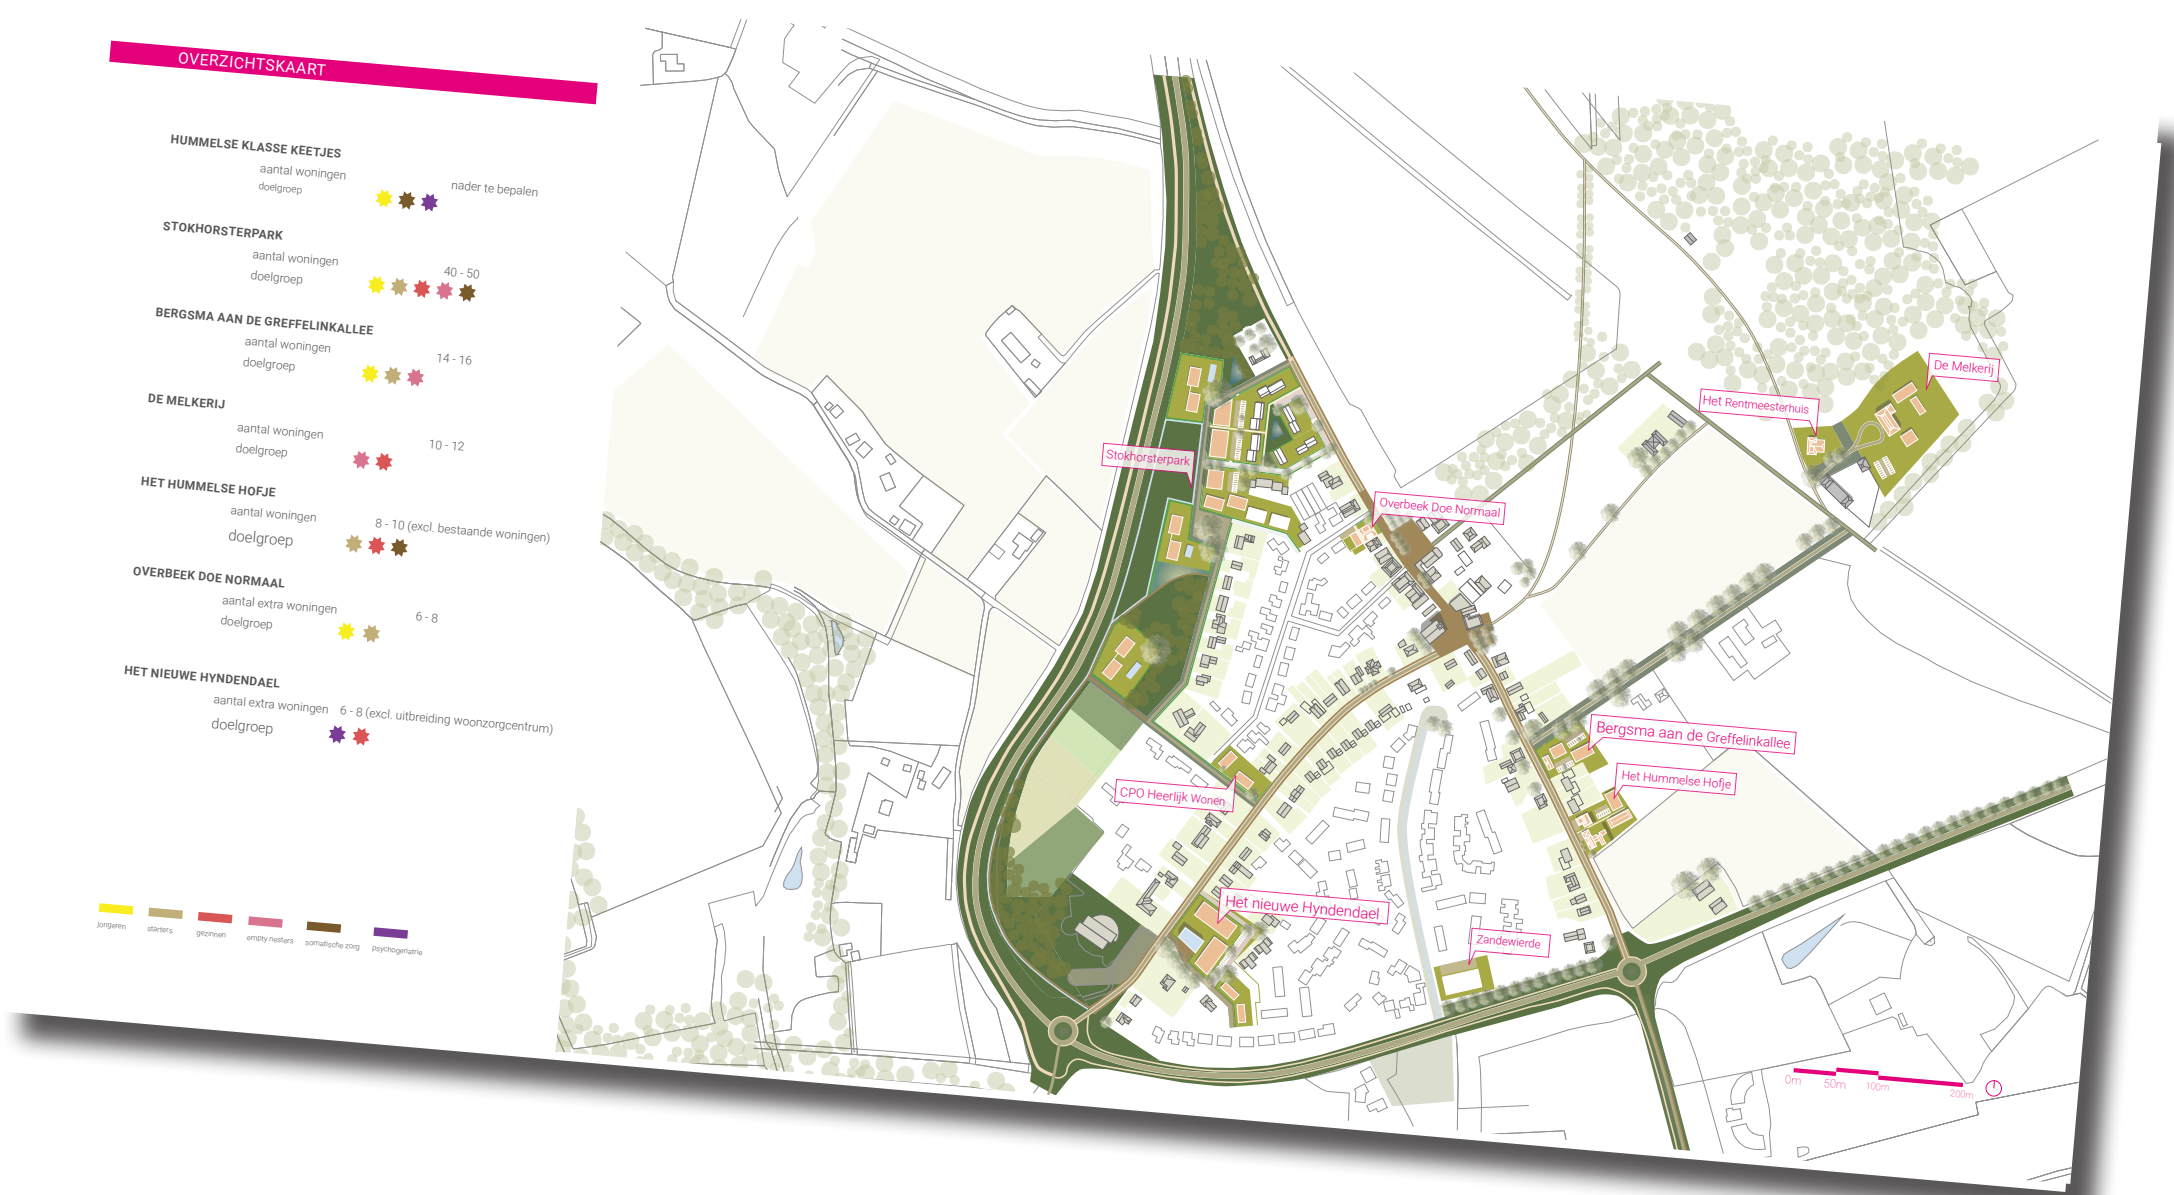 OVERZICHTSKAART
HUMMELSE KLASSE KEETJES
aantal woningen
nader te bepalen
doelgroep
STOKHORSTERPARK
aantal woningen
40 - 50
doelgroep
BERGSMA AAN DE GREFFELINKALLEE
aantal woningen
14 - 16
doelgroep
DE MELKERIJ
aantal woningen
10 - 12
doelgroep
HET HUMMELSE HOFJE
aantal woningen
8 - 10 (excl. bestaande woningen)
doelgroep
OVERBEEK DOE NORMAAL
aantal extra woningen
6 - 8
doelgroep
HET NIEUWE HYNDENDAEL
aantal extra woningen
6 - 8 (excl. uitbreiding woonzorgcentrum)
doelgroep
jongeren
starters
gezinnen
empty nesters
somatische zorg
psychogeriatrie
De Melkerij
Het Rentmeesterhuis
Stokhorsterpark
Overbeek Doe Normaal
Bergsma aan de Greffelinkallee
Het Hummelse Hofje
CPO Heerlijk Wonen
Het nieuwe Hyndendael
Zandewierde
0m
50m
100m
200m